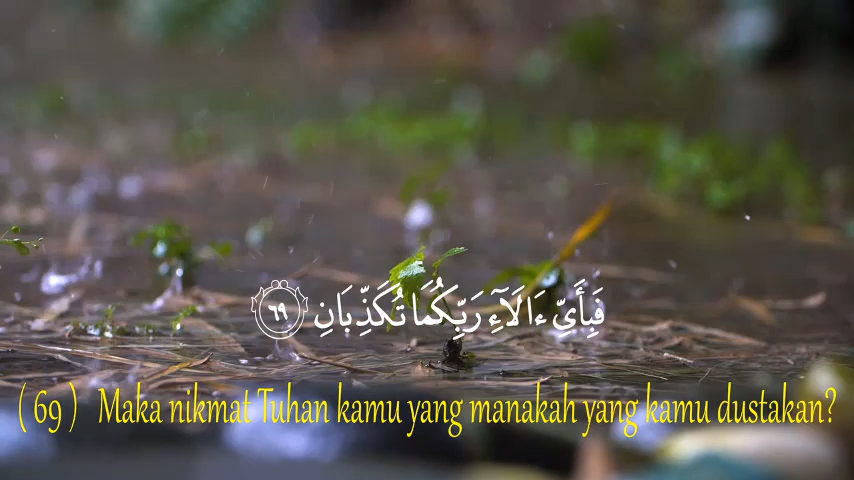 فَبِأَىِّ ءَالَآءِ رَبِّكُمَا تُكَذِّبَانِ ٦٩
( 69 ) Maka nikmat Tuhan kamu yang manakah yang kamu dustakan?